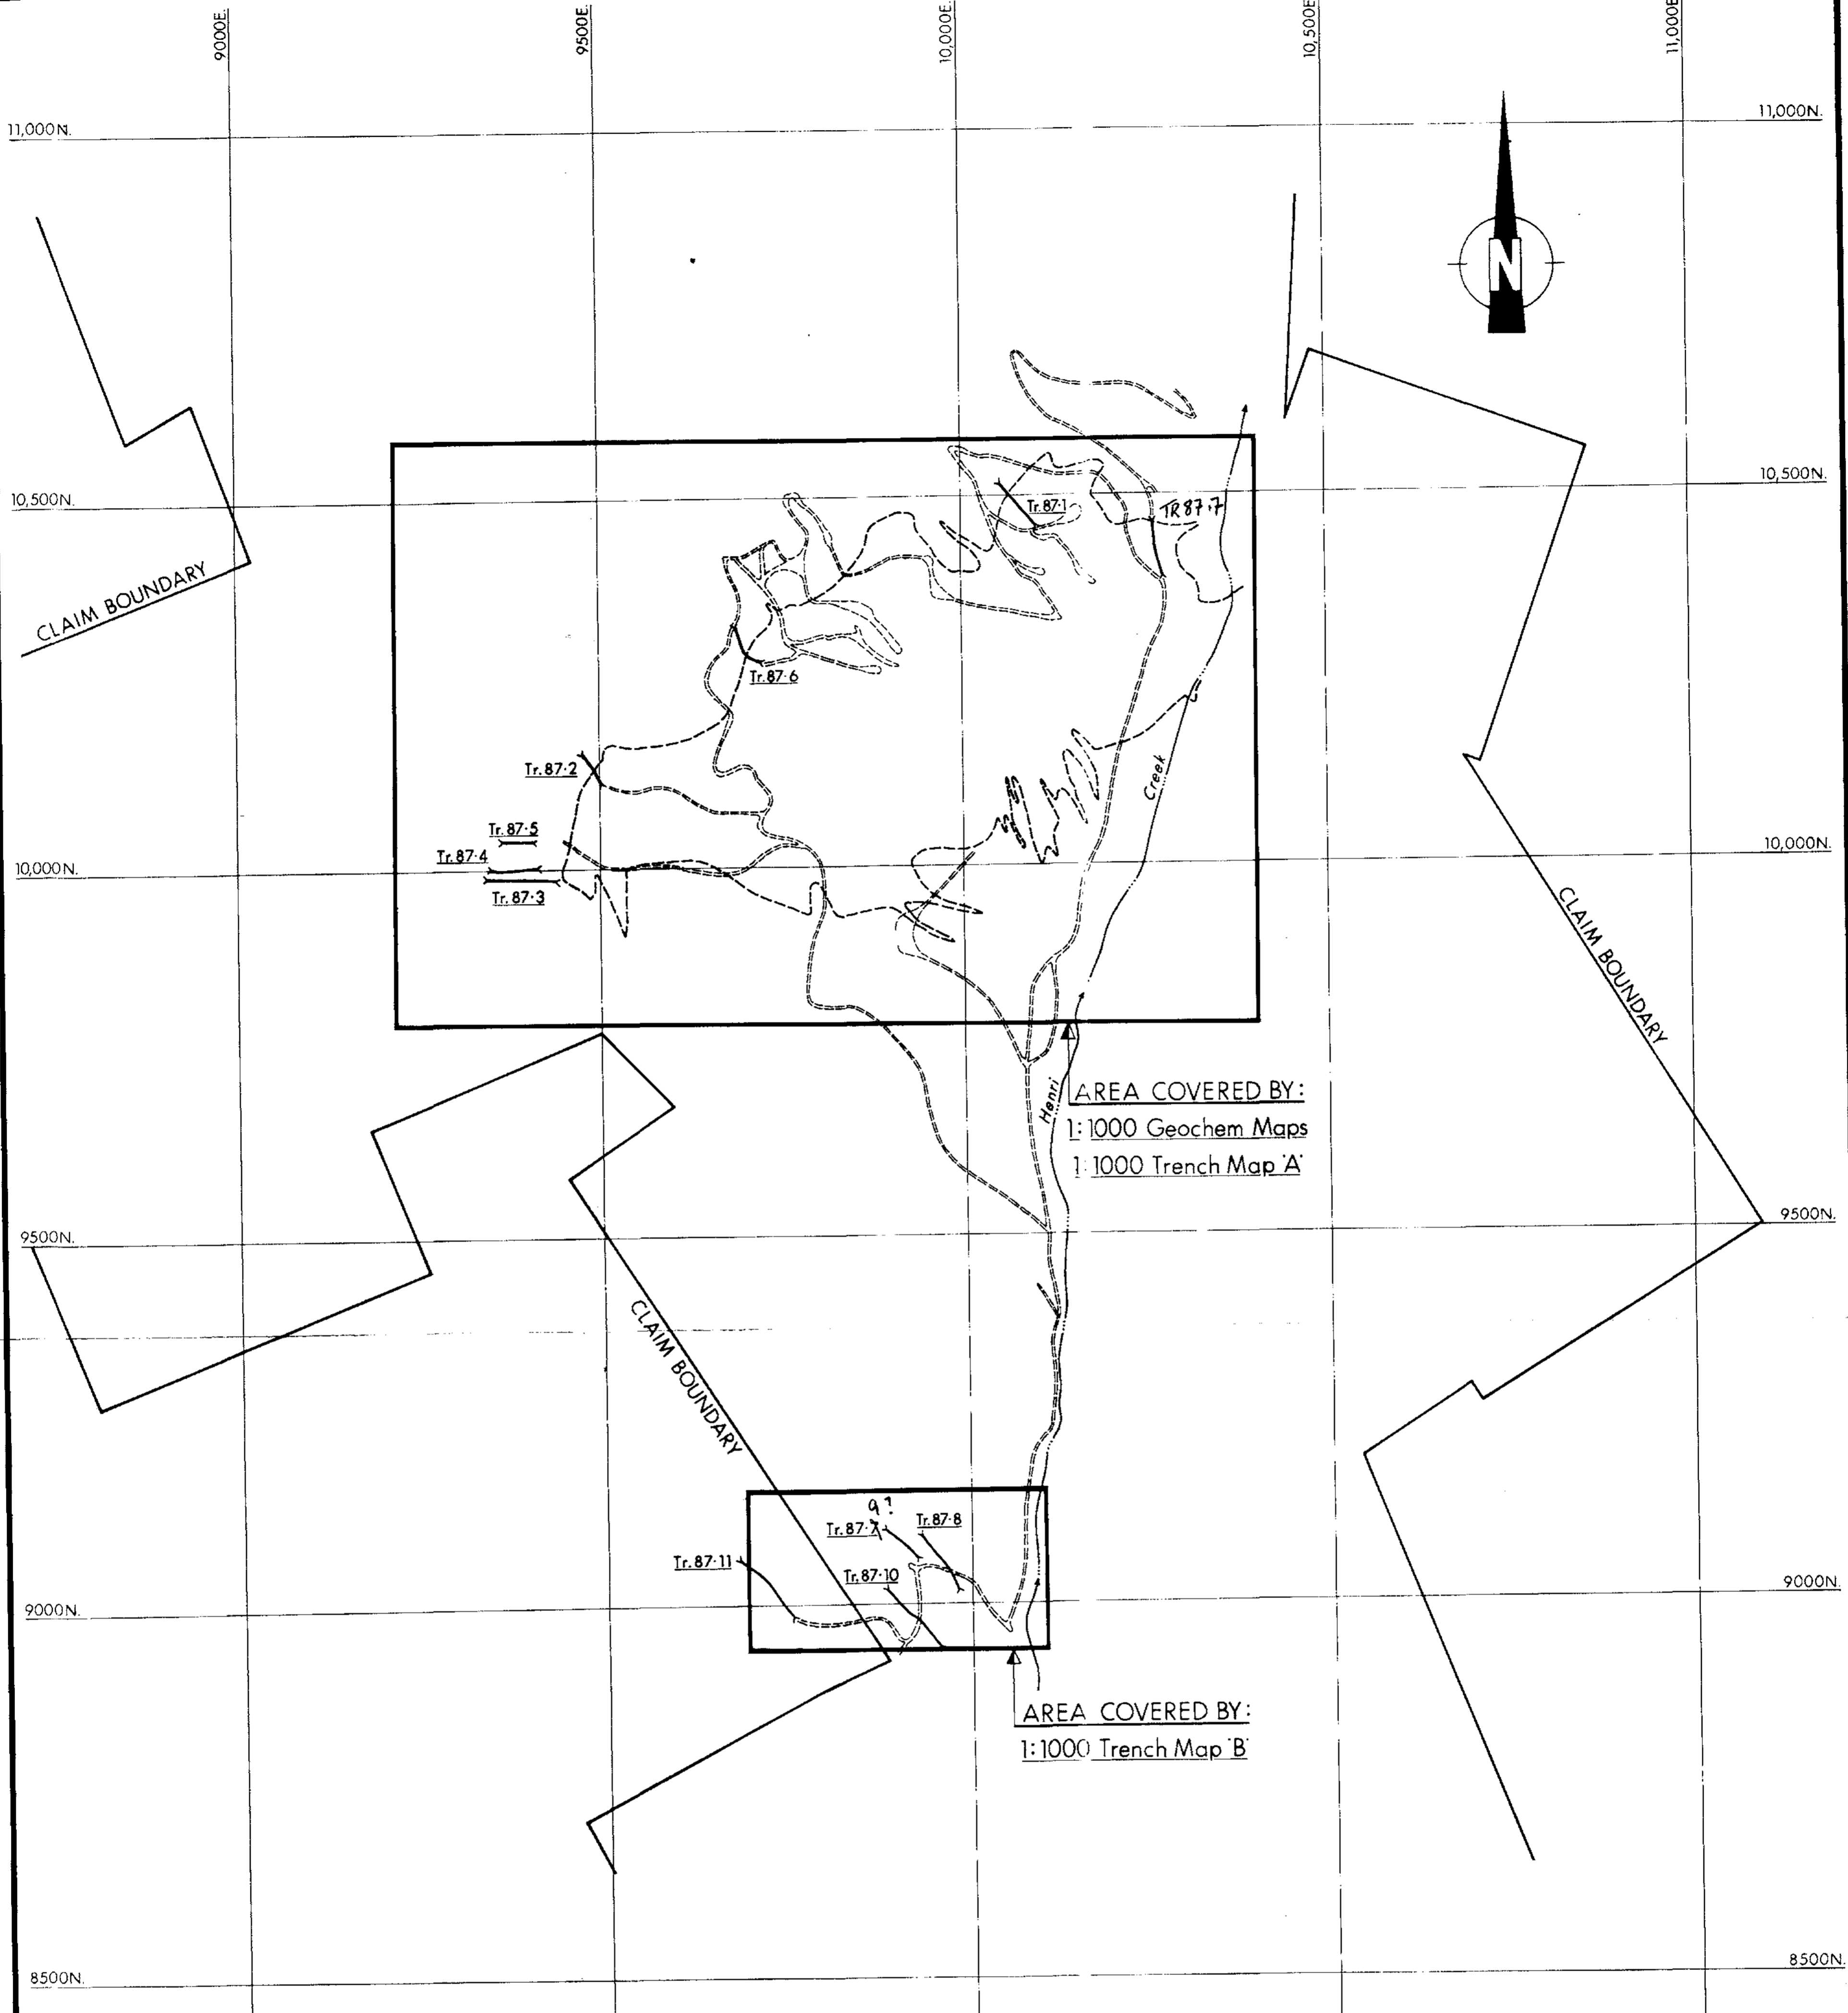 9000E.
9500E.
10,000E.
10,500E
11,000E
11,000N.
11,000N.
N
10,500N.
10,500N.
Tr.87·1
TR 87·7
CLAIM BOUNDARY
Tr.87·6
Tr.87·2
Creek
Tr.87·5
Tr.87·4
10,000N.
10,000N.
Tr.87·3
CLAIM BOUNDARY
Henri
AREA COVERED BY:
1:1000 Geochem Maps
1:1000 Trench Map 'A'
9500N.
9500N.
CLAIM BOUNDARY
9?
Tr.87·7
Tr.87·8
Tr.87·11
Tr.87·10
9000N.
9000N.
AREA COVERED BY:
1:1000 Trench Map 'B'
8500N.
8500N.